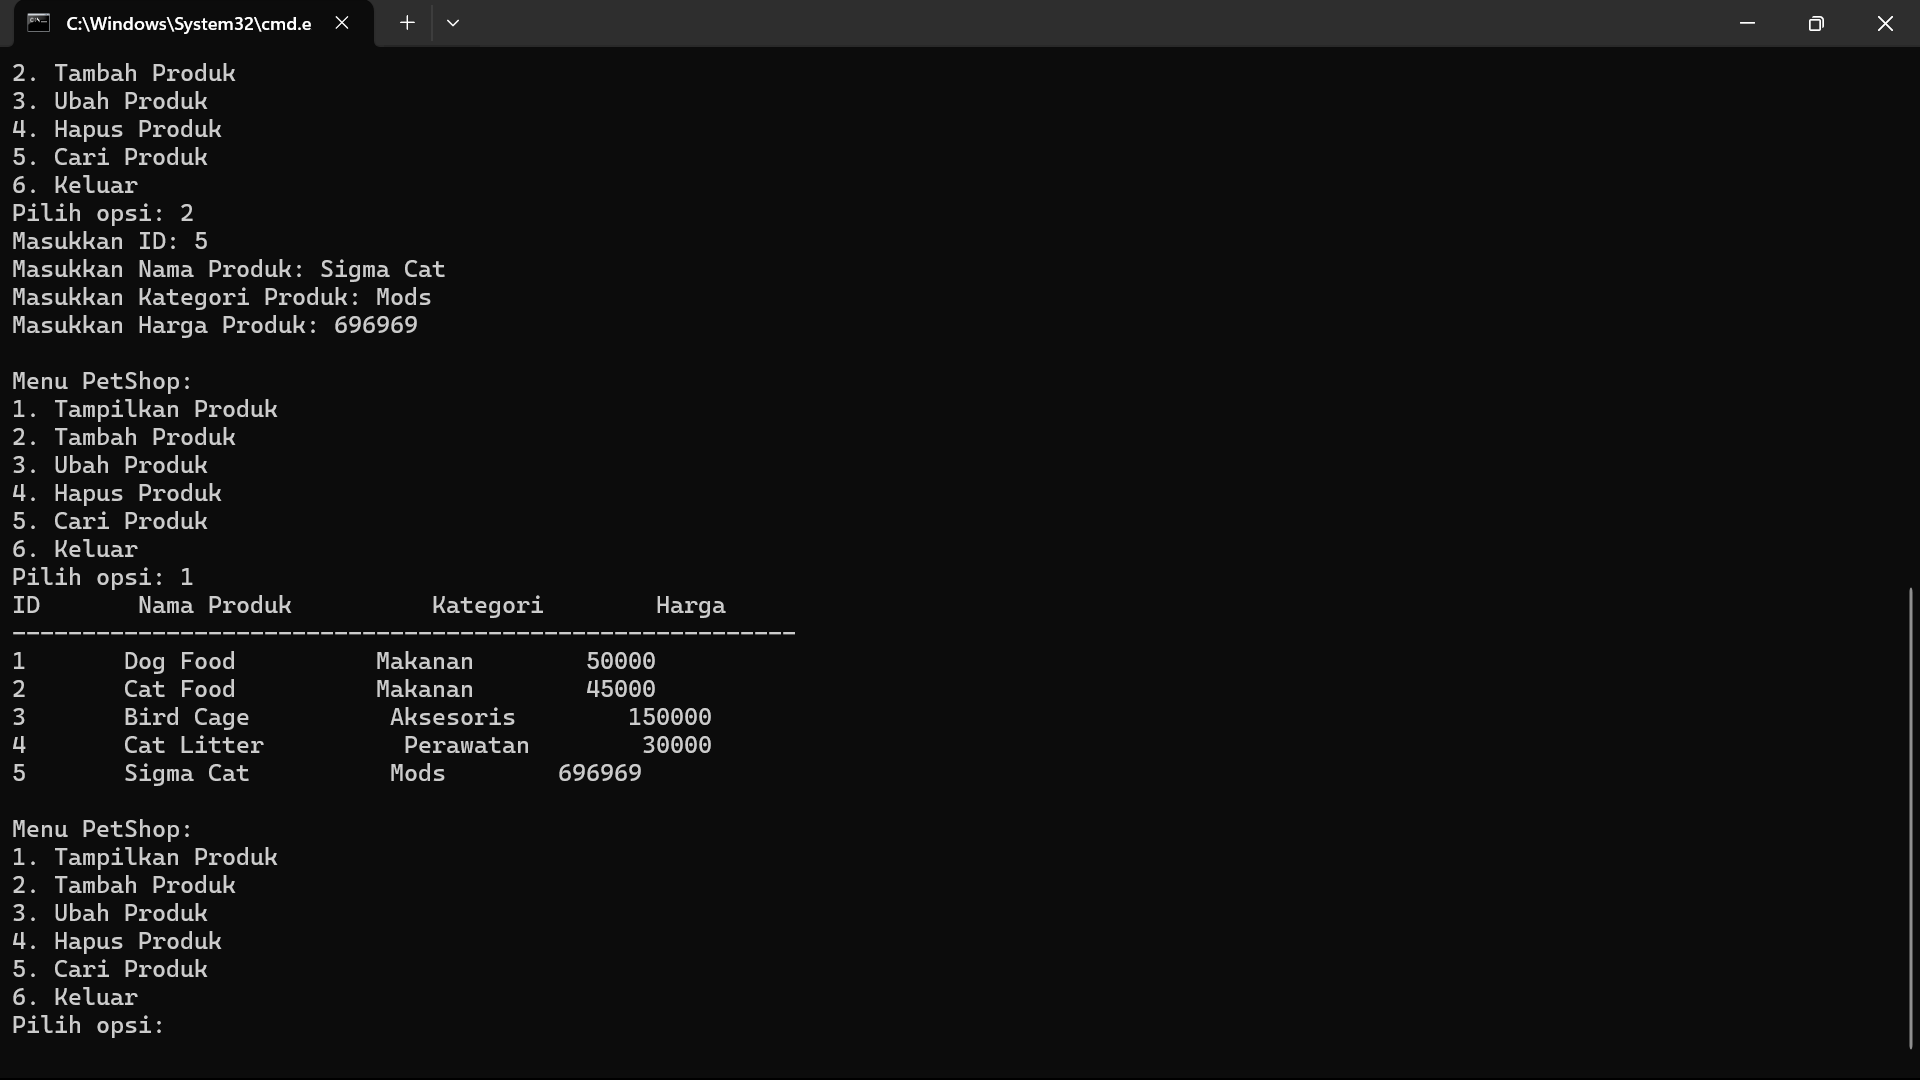 C:\Windows\System32\cmd.e
2. Tambah Produk
3. Ubah Produk
4. Hapus Produk
5. Cari Produk
6. Keluar
Pilih opsi: 2
Masukkan ID: 5
Masukkan Nama Produk: Sigma Cat
Masukkan Kategori Produk: Mods
Masukkan Harga Produk: 696969

Menu PetShop:
1. Tampilkan Produk
2. Tambah Produk
3. Ubah Produk
4. Hapus Produk
5. Cari Produk
6. Keluar
Pilih opsi: 1
ID       Nama Produk          Kategori        Harga
--------------------------------------------------------
1       Dog Food          Makanan        50000
2       Cat Food          Makanan        45000
3       Bird Cage          Aksesoris        150000
4       Cat Litter          Perawatan        30000
5       Sigma Cat          Mods        696969

Menu PetShop:
1. Tampilkan Produk
2. Tambah Produk
3. Ubah Produk
4. Hapus Produk
5. Cari Produk
6. Keluar
Pilih opsi: